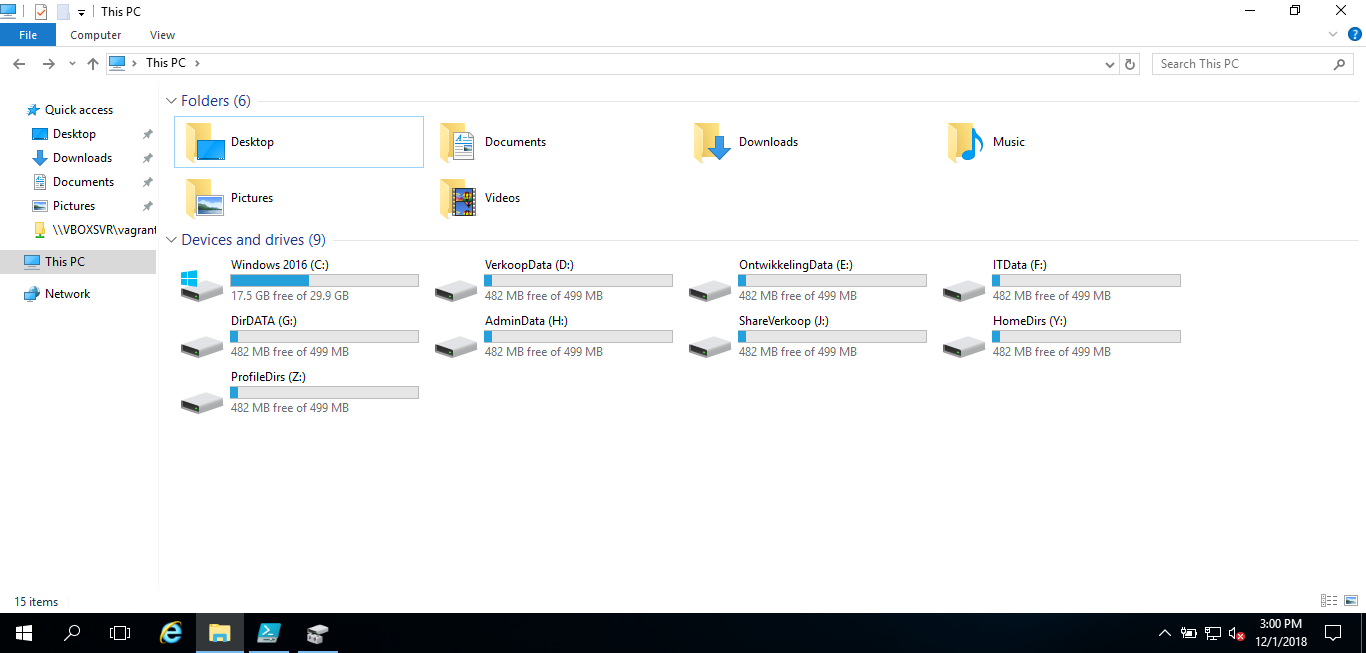 This PC
File Computer View
This PC
Search This PC
Quick access
Desktop
Downloads
Documents
Pictures
\\VBOXSVR\vagrant
This PC
Network
Folders (6)
Desktop
Documents
Downloads
Music
Pictures
Videos
Devices and drives (9)
Windows 2016 (C:)
17.5 GB free of 29.9 GB
VerkoopData (D:)
482 MB free of 499 MB
OntwikkelingData (E:)
482 MB free of 499 MB
ITData (F:)
482 MB free of 499 MB
DirDATA (G:)
482 MB free of 499 MB
AdminData (H:)
482 MB free of 499 MB
ShareVerkoop (J:)
482 MB free of 499 MB
HomeDirs (Y:)
482 MB free of 499 MB
ProfileDirs (Z:)
482 MB free of 499 MB
15 items
3:00 PM
12/1/2018